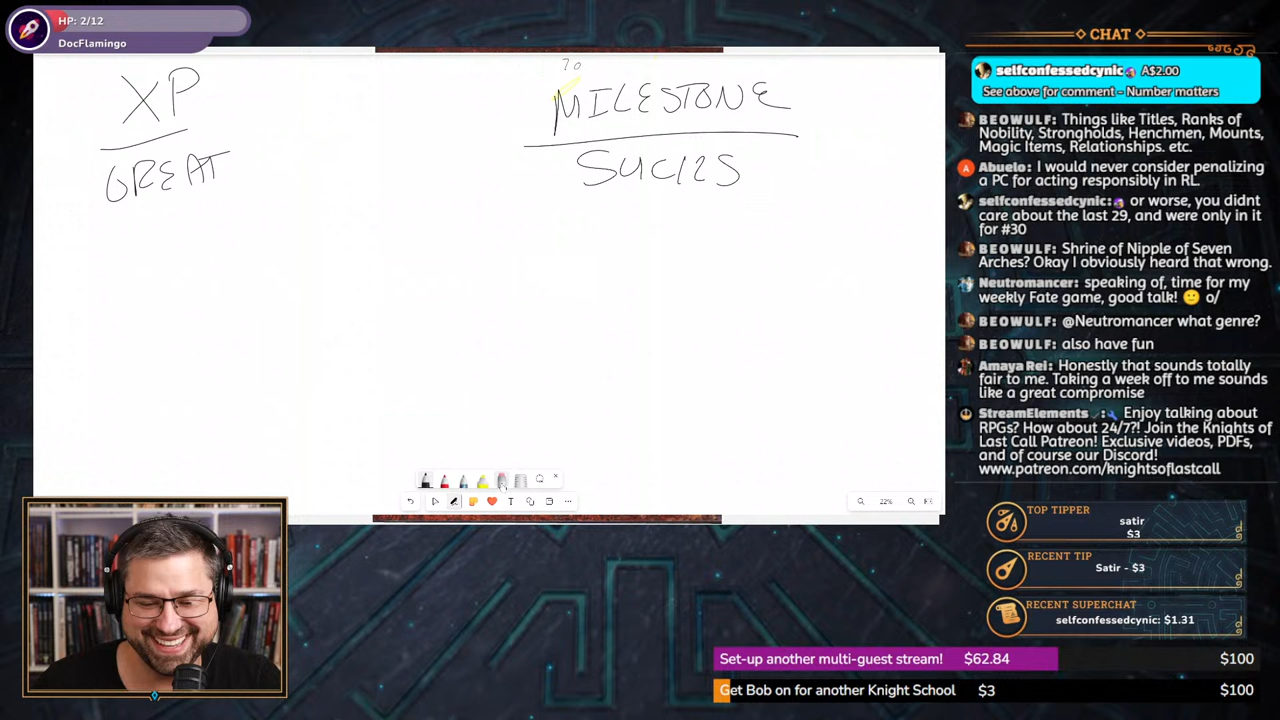 HP: 2/12
DocFlamingo
XP
GREAT
MILESTONE
SUCKS
CHAT
selfconfessedcynic A$2.00
See above for comment - Number matters
BEOWULF: Things like Titles, Ranks of
Nobility, Strongholds, Henchmen, Mounts,
Magic Items, Relationships. etc.
A Abuelo: I would never consider penalizing
a PC for acting responsibly in RL.
selfconfessedcynic: or worse, you didnt
care about the last 29, and were only in it
for #30
BEOWULF: Shrine of Nipple of Seven
Arches? Okay I obviously heard that wrong.
Neutromancer: speaking of, time for my
weekly Fate game, good talk! 🙂 o/
BEOWULF: @Neutromancer what genre?
BEOWULF: also have fun
Amaya Rei: Honestly that sounds totally
fair to me. Taking a week off to me sounds
like a great compromise
StreamElements: Enjoy talking about
RPGs? How about 24/7?! Join the Knights of
Last Call Patreon! Exclusive videos, PDFs,
and of course our Discord!
www.patreon.com/knightsoflastcall
T
22%
TOP TIPPER
satir
$3
RECENT TIP
Satir - $3
RECENT SUPERCHAT
selfconfessedcynic: $1.31
Set-up another multi-guest stream! $62.84 $100
Get Bob on for another Knight School $3 $100